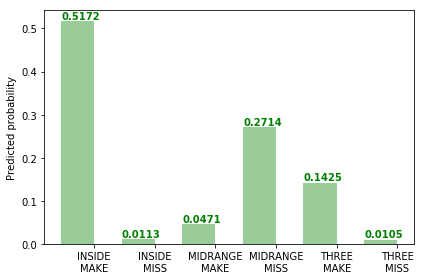 0.5172
0.0113
0.0471
0.2714
0.1425
0.0105
Predicted probability
0.5
0.4
0.3
0.2
0.1
0.0
INSIDE
MAKE
INSIDE
MISS
MIDRANGE
MAKE
MIDRANGE
MISS
THREE
MAKE
THREE
MISS